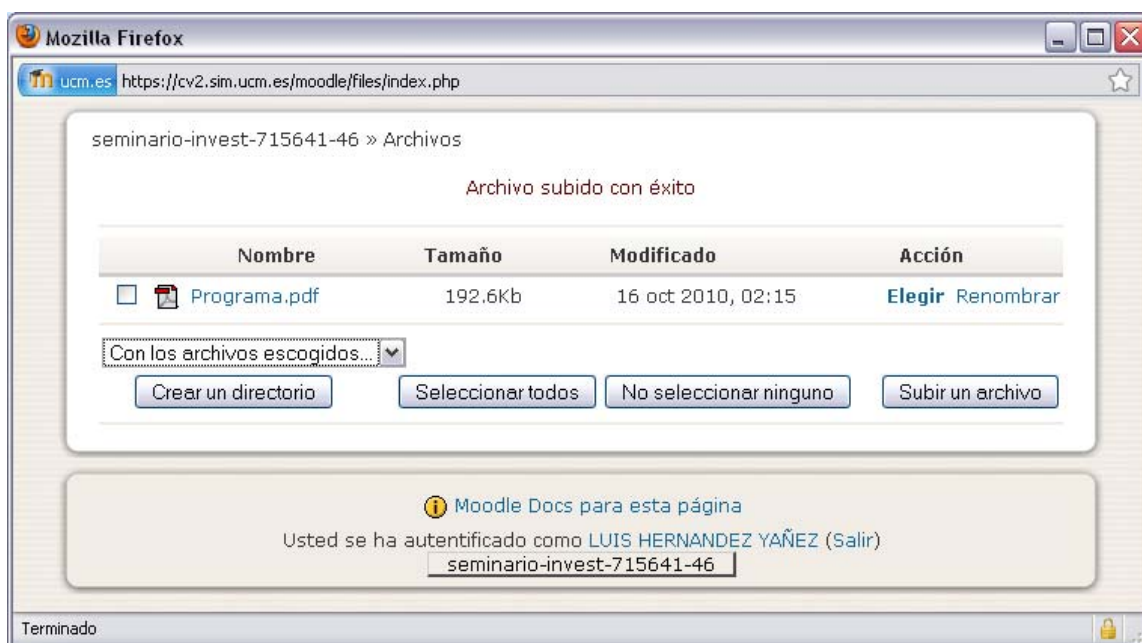 Mozilla Firefox
ucm.es https://cv2.sim.ucm.es/moodle/files/index.php
seminario-invest-715641-46 » Archivos
Archivo subido con éxito
Nombre Tamaño Modificado Acción
Programa.pdf 192.6Kb 16 oct 2010, 02:15 Elegir Renombrar
Con los archivos escogidos...
Crear un directorio Seleccionar todos No seleccionar ninguno Subir un archivo
Moodle Docs para esta página
Usted se ha autentificado como LUIS HERNANDEZ YAÑEZ (Salir)
seminario-invest-715641-46
Terminado